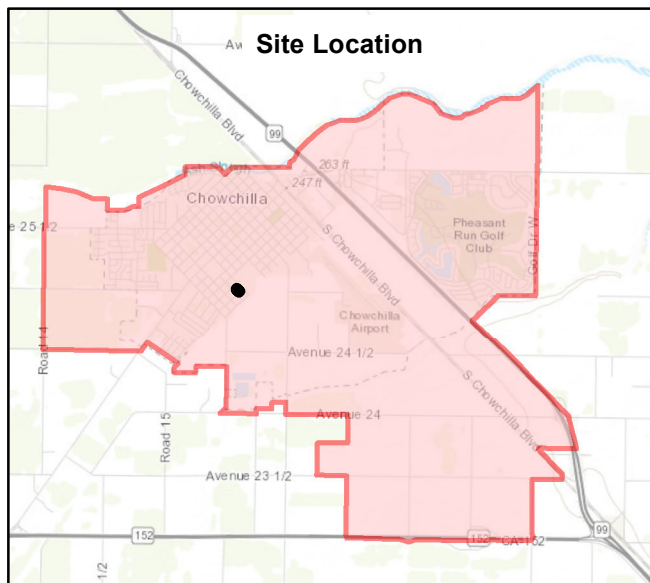 Av
Site Location
Chowchilla Blvd
99
263 ft
247 ft
Chowchilla
e 25-1/2
Pheasant
Run Golf
Club
Golf Dr W
S Chowchilla Blvd
Chowchilla
Airport
Road 14
Avenue 24 1/2
S Chowchilla Blvd
Avenue 24
Road 15
Avenue 23-1/2
152
152
CA-152
99
1/2